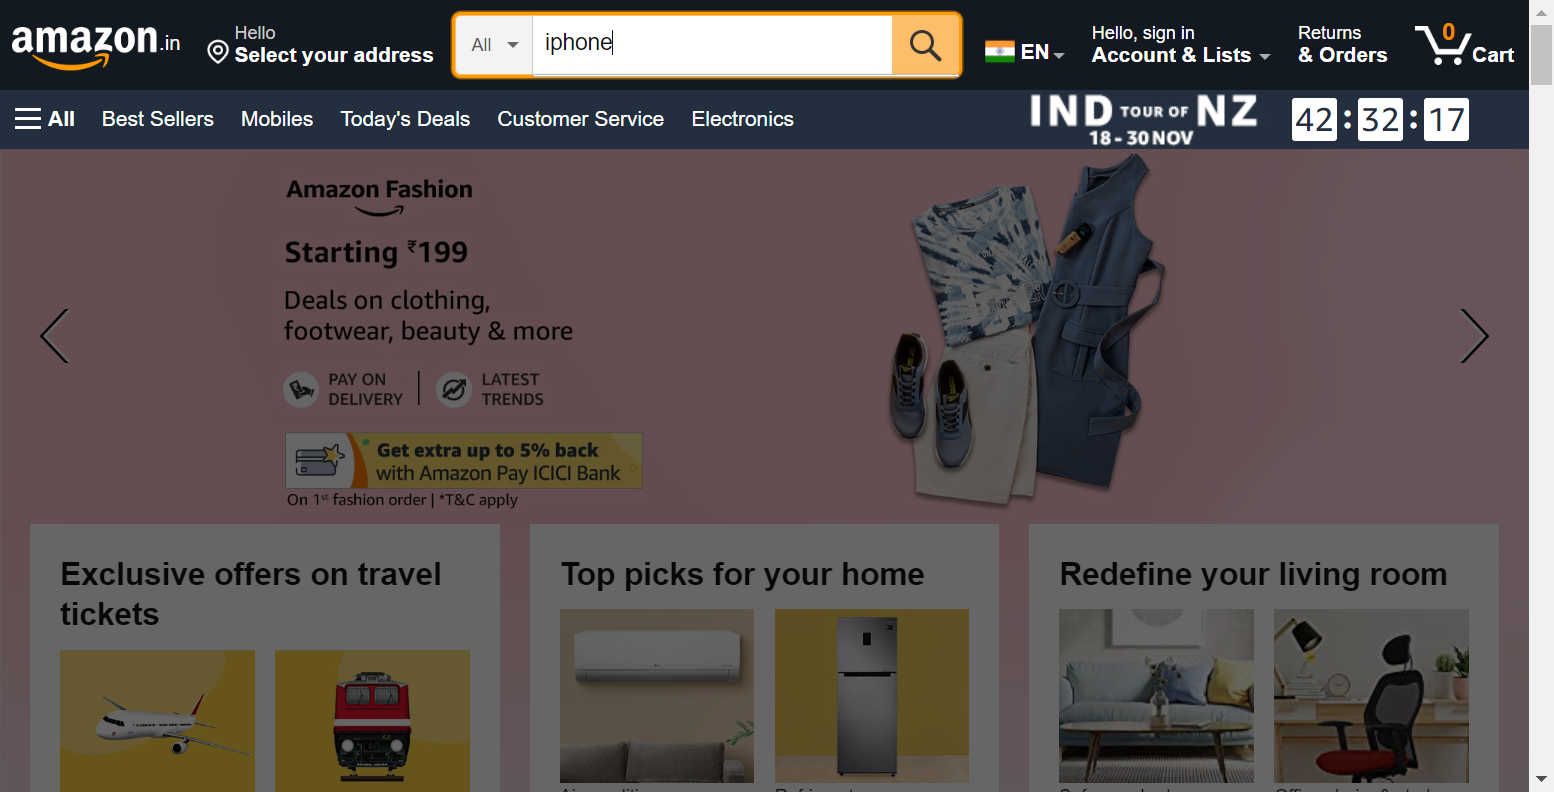 amazon.in
Hello
Select your address
All
iphone
EN
Hello, sign in
Account & Lists
Returns
& Orders
0
Cart
All
Best Sellers
Mobiles
Today's Deals
Customer Service
Electronics
IND TOUR OF NZ
18 - 30 NOV
42 : 32 : 17
Amazon Fashion
Starting ₹199
Deals on clothing,
footwear, beauty & more
PAY ON
DELIVERY
LATEST
TRENDS
Get extra up to 5% back
with Amazon Pay ICICI Bank
On 1st fashion order | *T&C apply
Exclusive offers on travel
tickets
Top picks for your home
Redefine your living room